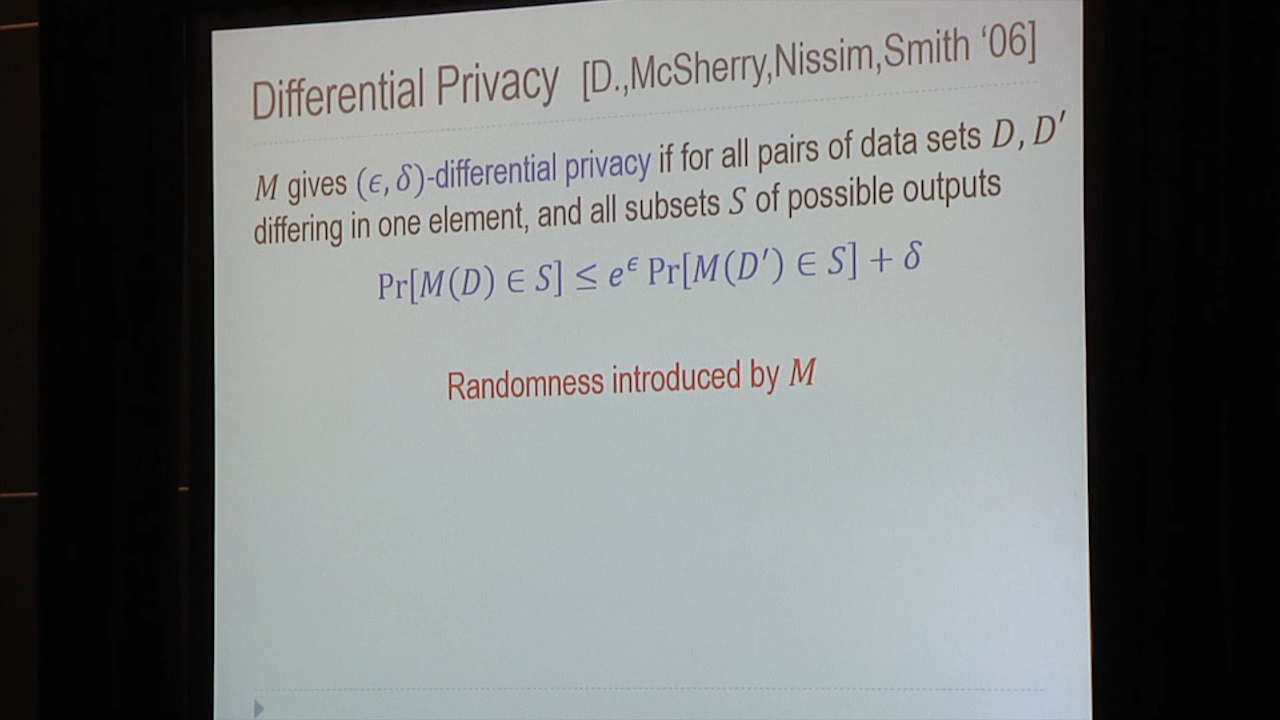 Differential Privacy [D.,McSherry,Nissim,Smith ‘06]
M gives (ϵ, δ)-differential privacy if for all pairs of data sets D, D′
differing in one element, and all subsets S of possible outputs
Pr[M(D) ∈ S] ≤ e^ϵ Pr[M(D′) ∈ S] + δ
Randomness introduced by M